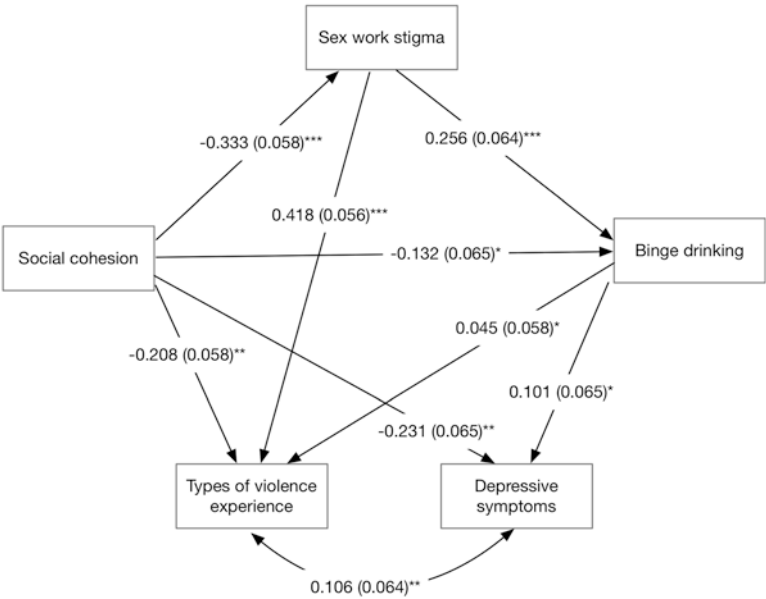 Sex work stigma
-0.333 (0.058)***
0.256 (0.064)***
0.418 (0.056)***
Social cohesion
-0.132 (0.065)*
Binge drinking
0.045 (0.058)*
-0.208 (0.058)**
0.101 (0.065)*
-0.231 (0.065)**
Types of violence
experience
Depressive
symptoms
0.106 (0.064)**